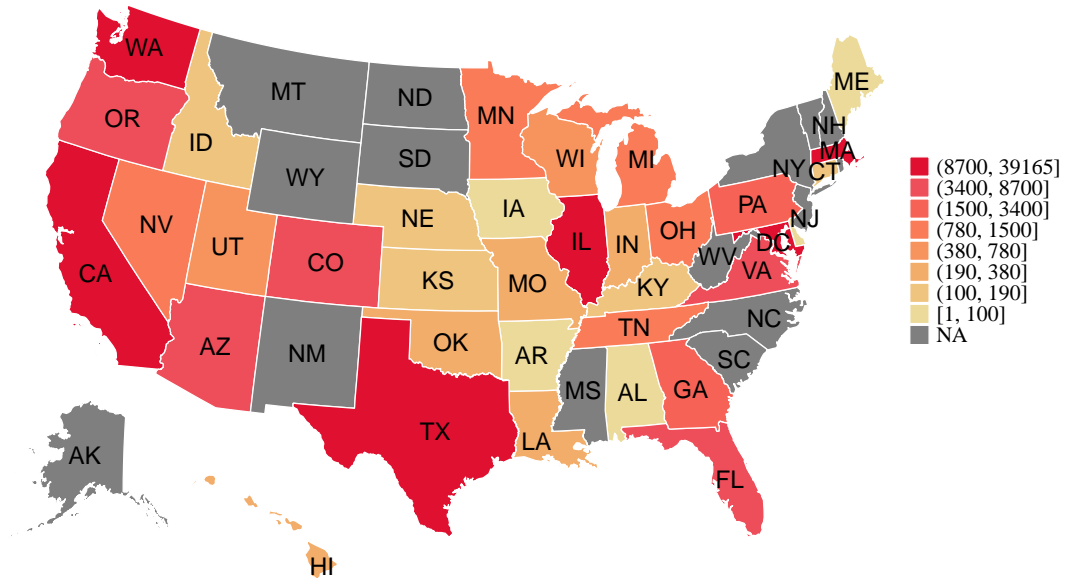 WA
MT
ND
MN
ME
OR
ID
SD
WI
MI
NH
MA
WY
NY
CT
NE
IA
PA
NV
UT
CO
IL
IN
OH
NJ
CA
KS
MO
WV
DC
VA
KY
AZ
NM
OK
AR
TN
NC
SC
TX
MS
AL
GA
LA
FL
AK
HI
(8700, 39165]
(3400, 8700]
(1500, 3400]
(780, 1500]
(380, 780]
(190, 380]
(100, 190]
[1, 100]
NA